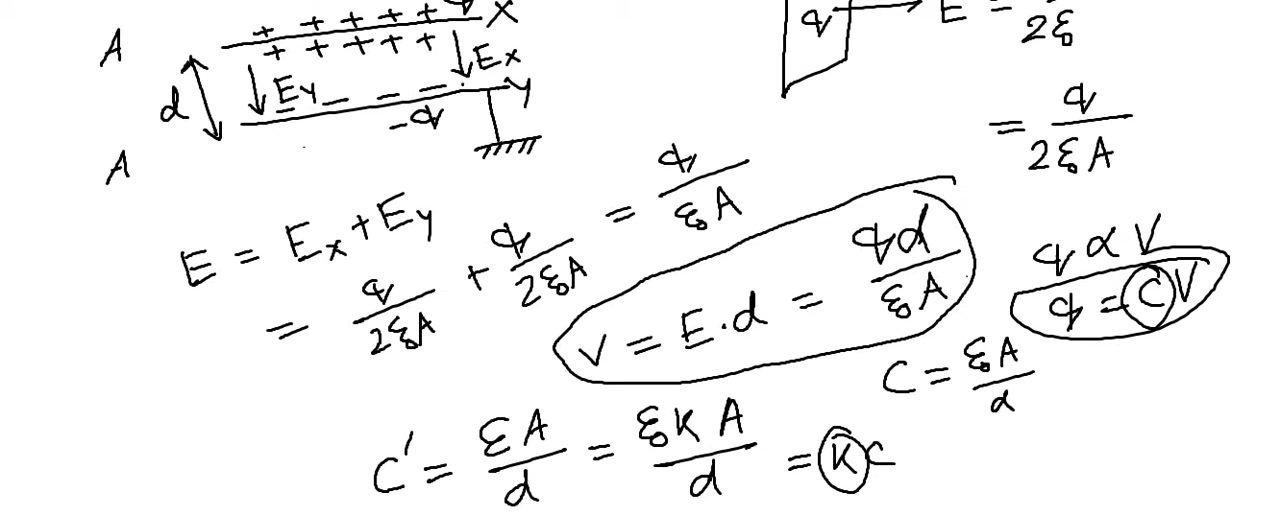 A
+ + + + + X
+ + + + +
d
Ex
Ey
- - - - - Y
-q
A
q → E =
2ε₀
= q / 2ε₀A
E = Ex + Ey
= q / 2ε₀A + q / 2ε₀A = q / ε₀A
V = E.d = qd / ε₀A
q α V
q = CV
C = ε₀A / d
C' = εA / d = ε₀KA / d = KC